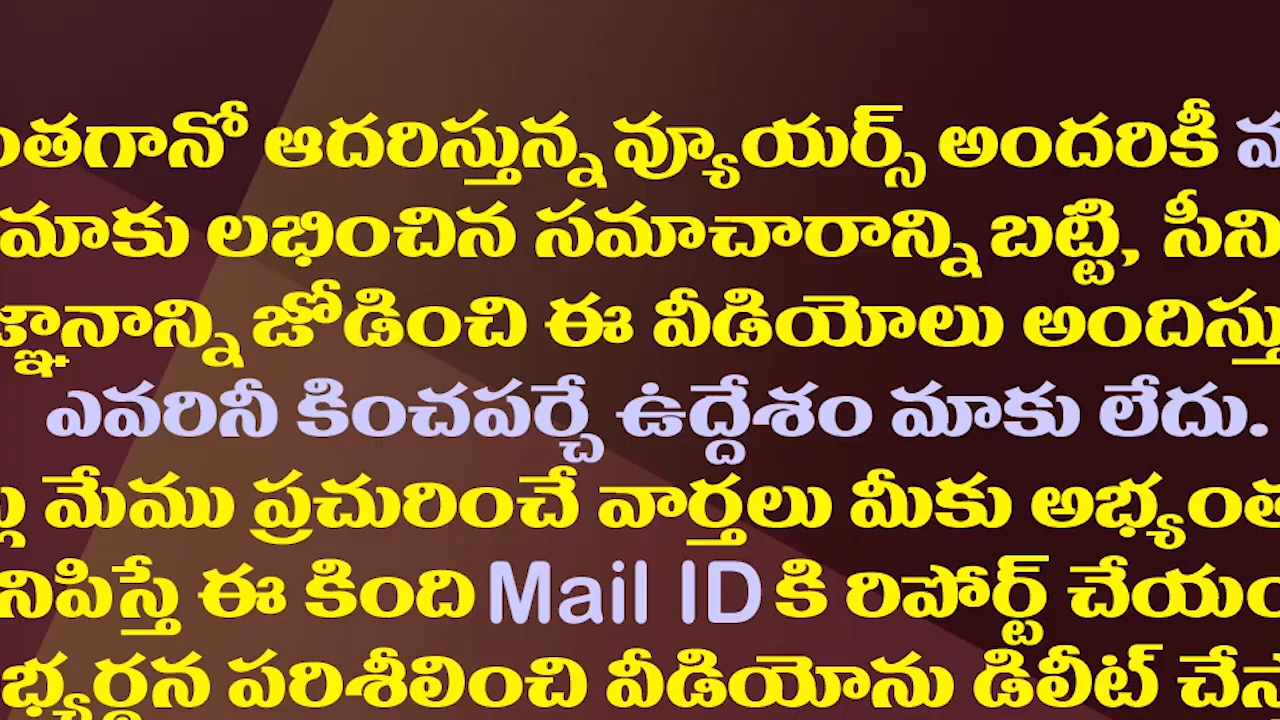 ంతగానో ఆదరిస్తున్న వ్యూయర్స్ అందరికీ
మాకు లభించిన సమాచారాన్ని బట్టి, సిని
జ్ఞానాన్ని జోడించి ఈ వీడియోలు అందిస్తు
ఎవరినీ కించపర్చే ఉద్దేశం మాకు లేదు.
మేము ప్రచురించే వార్తలు మీకు అభ్యంత
నిపిస్తే ఈ కింది Mail ID కి రిపోర్ట్ చేయం
భ్యర్థన పరిశీలించి వీడియోను డిలీట్ చేస